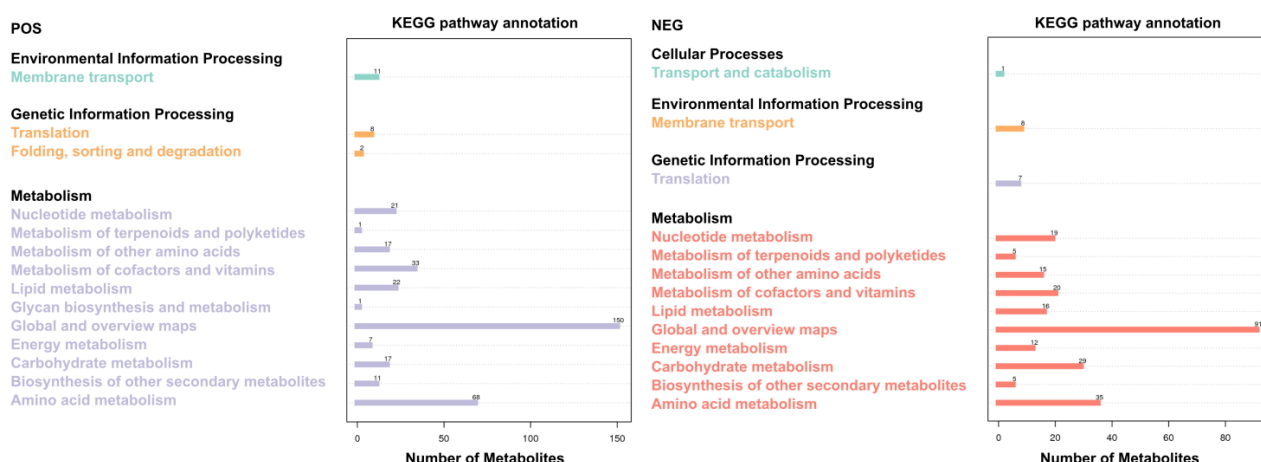 POS
KEGG pathway annotation
Environmental Information Processing
Membrane transport
11
Genetic Information Processing
Translation
8
Folding, sorting and degradation
2
Metabolism
Nucleotide metabolism
21
Metabolism of terpenoids and polyketides
1
Metabolism of other amino acids
17
Metabolism of cofactors and vitamins
33
Lipid metabolism
22
Glycan biosynthesis and metabolism
1
Global and overview maps
150
Energy metabolism
7
Carbohydrate metabolism
17
Biosynthesis of other secondary metabolites
11
Amino acid metabolism
68
0 50 100 150
Number of Metabolites
NEG
KEGG pathway annotation
Cellular Processes
Transport and catabolism
1
Environmental Information Processing
Membrane transport
8
Genetic Information Processing
Translation
7
Metabolism
Nucleotide metabolism
19
Metabolism of terpenoids and polyketides
5
Metabolism of other amino acids
15
Metabolism of cofactors and vitamins
20
Lipid metabolism
16
Global and overview maps
91
Energy metabolism
12
Carbohydrate metabolism
29
Biosynthesis of other secondary metabolites
5
Amino acid metabolism
35
0 20 40 60 80
Number of Metabolites